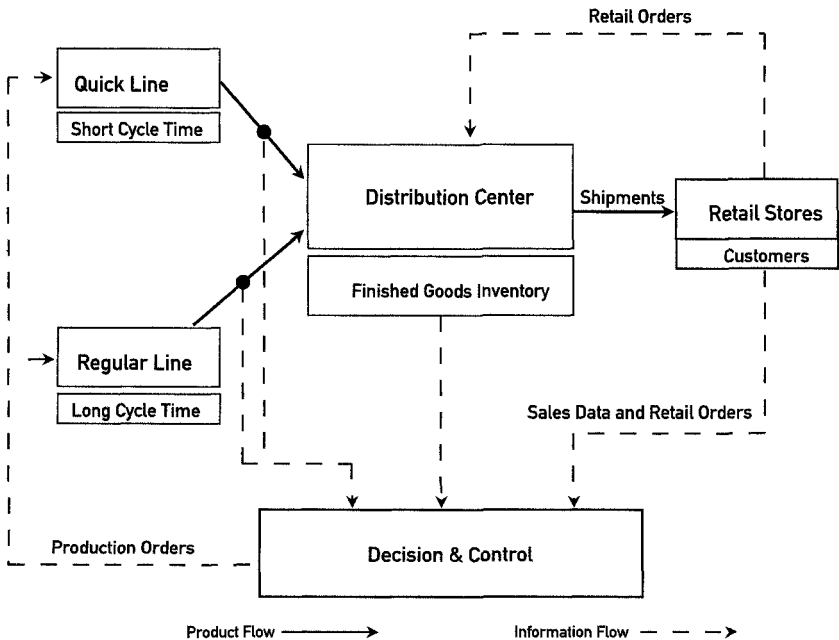 Retail Orders
Quick Line
Short Cycle Time
Distribution Center
Shipments
Retail Stores
Customers
Finished Goods Inventory
Regular Line
Long Cycle Time
Sales Data and Retail Orders
Production Orders
Decision & Control
Product Flow
Information Flow